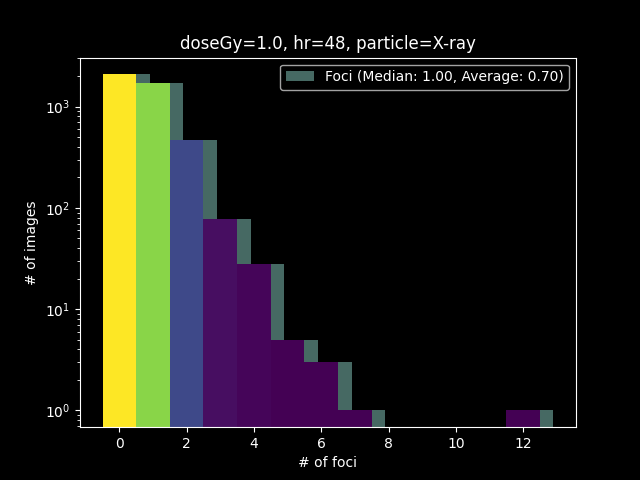 doseGy=1.0, hr=48, particle=X-ray
Foci (Median: 1.00, Average: 0.70)
# of images
10³
10²
10¹
10⁰
0 2 4 6 8 10 12
# of foci